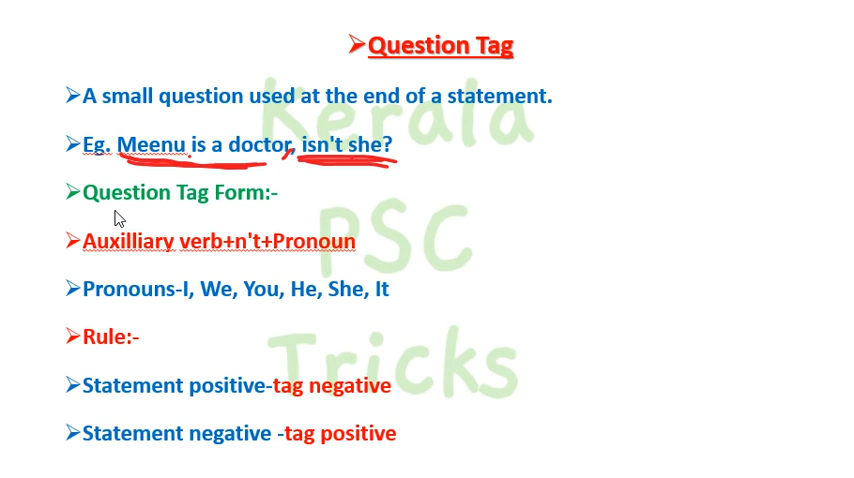 Question Tag
A small question used at the end of a statement.
Eg. Meenu is a doctor, isn't she?
Question Tag Form:-
Auxilliary verb+n't+Pronoun
Pronouns-I, We, You, He, She, It
Rule:-
Statement positive-tag negative
Statement negative -tag positive
Kerala
PSC
Tricks